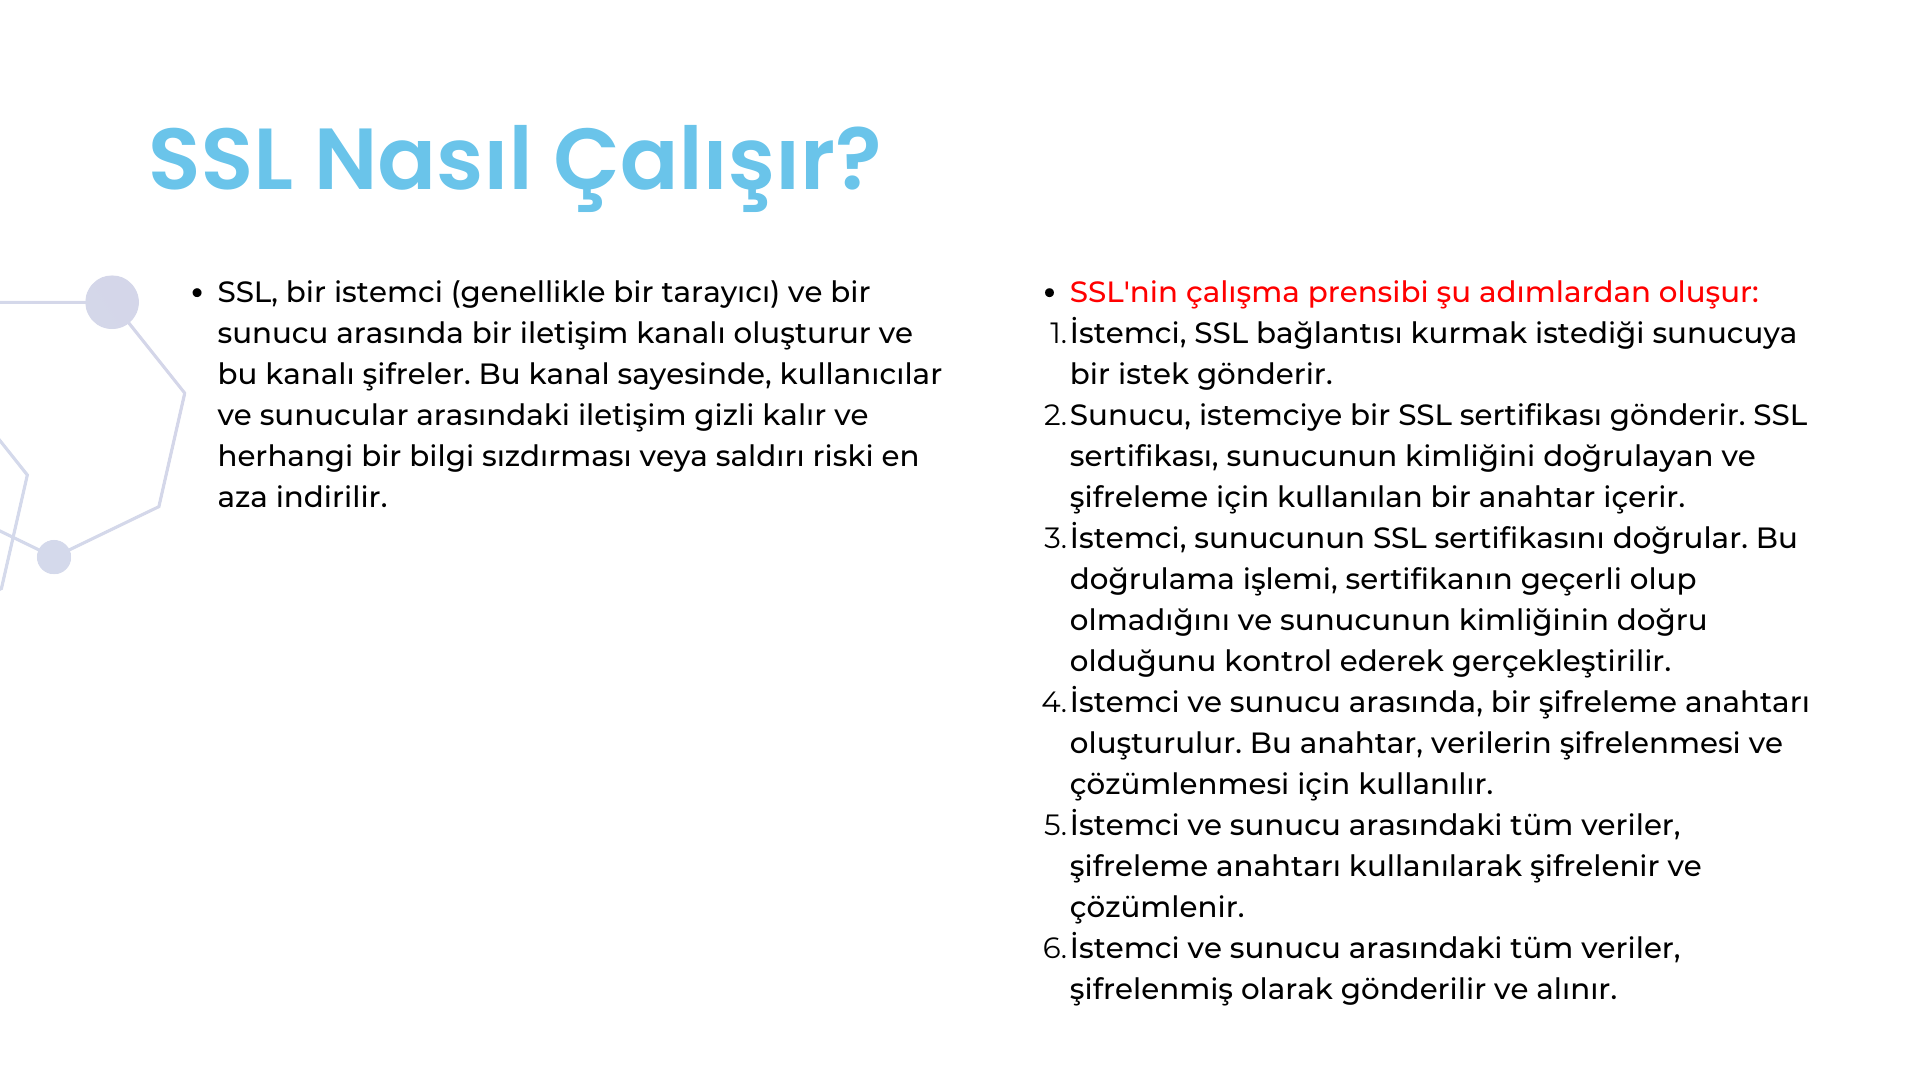 SSL Nasıl Çalışır?
• SSL, bir istemci (genellikle bir tarayıcı) ve bir
sunucu arasında bir iletişim kanalı oluşturur ve
bu kanalı şifreler. Bu kanal sayesinde, kullanıcılar
ve sunucular arasındaki iletişim gizli kalır ve
herhangi bir bilgi sızdırması veya saldırı riski en
aza indirilir.
• SSL'nin çalışma prensibi şu adımlardan oluşur:
1. İstemci, SSL bağlantısı kurmak istediği sunucuya
bir istek gönderir.
2. Sunucu, istemciye bir SSL sertifikası gönderir. SSL
sertifikası, sunucunun kimliğini doğrulayan ve
şifreleme için kullanılan bir anahtar içerir.
3. İstemci, sunucunun SSL sertifikasını doğrular. Bu
doğrulama işlemi, sertifikanın geçerli olup
olmadığını ve sunucunun kimliğinin doğru
olduğunu kontrol ederek gerçekleştirilir.
4. İstemci ve sunucu arasında, bir şifreleme anahtarı
oluşturulur. Bu anahtar, verilerin şifrelenmesi ve
çözümlenmesi için kullanılır.
5. İstemci ve sunucu arasındaki tüm veriler,
şifreleme anahtarı kullanılarak şifrelenir ve
çözümlenir.
6. İstemci ve sunucu arasındaki tüm veriler,
şifrelenmiş olarak gönderilir ve alınır.